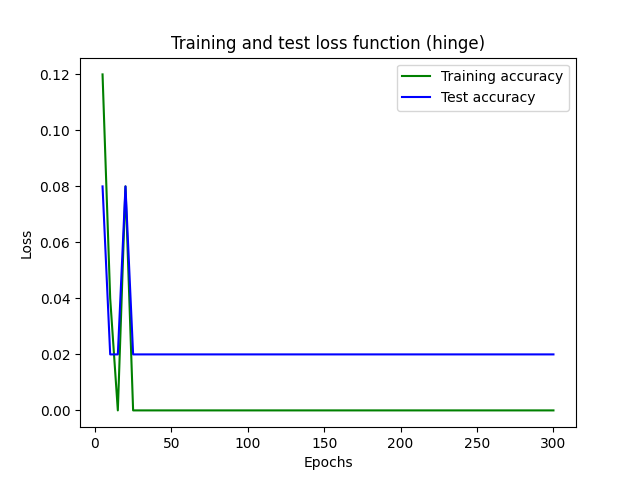 Training and test loss function (hinge)
Training accuracy
Test accuracy
0.12
0.10
0.08
0.06
0.04
0.02
0.00
Loss
0 50 100 150 200 250 300
Epochs